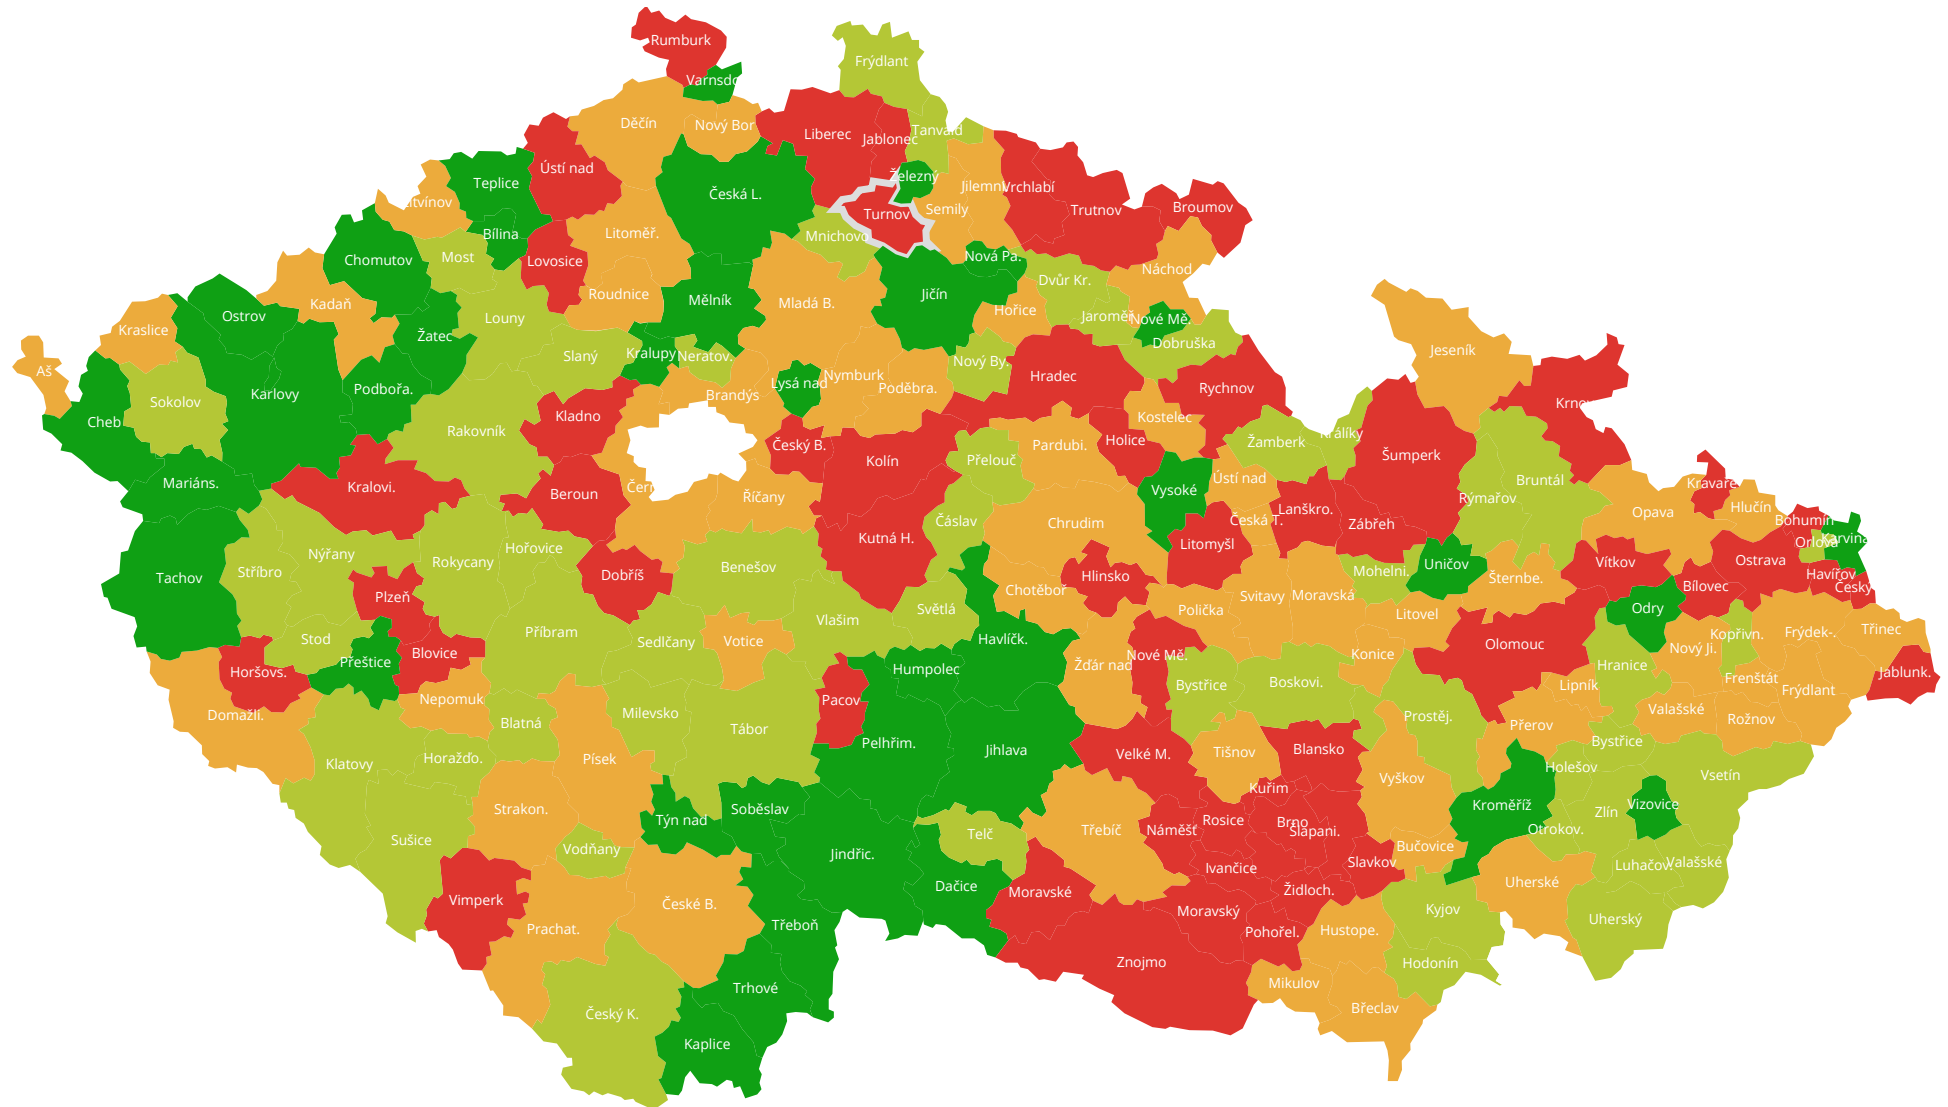 Rumburk
Frýdlant
Varnsdo
Děčín
Nový Bor
Liberec
Jablonec
Tanvald
Ústí nad
Teplice
Česká L.
Železný
Jilemni
Vrchlabí
Trutnov
Broumov
Semily
Turnov
Bílina
Litoměř.
Mnichovo
Chomutov
Most
Lovosice
Nová Pa.
Náchod
Dvůr Kr.
Roudnice
Mělník
Mladá B.
Jičín
Kadaň
Ostrov
Louny
Hořice
Jaroměř
Nové Mě.
Kraslice
Žatec
Dobruška
Jeseník
Slaný
Kralupy
Neratov.
Nový By.
Aš
Hradec
Nymburk
Lysá nad
Poděbra.
Rychnov
Podbořa.
Karlovy
Brandýs
Sokolov
Kladno
Kostelec
Cheb
Rakovník
Český B.
Pardubi.
Holice
Žamberk
Králíky
Šumperk
Kolín
Přelouč
Mariáns.
Kralovi.
Beroun
Říčany
Vysoké
Ústí nad
Bruntál
Rýmařov
Kravaře
Hlučín
Opava
Lanškro.
Čáslav
Chrudim
Česká T.
Zábřeh
Bohumín
Kutná H.
Litomyšl
Orlová
Karviná
Nýřany
Hořovice
Rokycany
Benešov
Ostrava
Vítkov
Uničov
Mohelni.
Stříbro
Tachov
Dobříš
Hlinsko
Šternbe.
Havířov
Český
Bílovec
Chotěboř
Plzeň
Svitavy
Moravská
Světlá
Polička
Odry
Litovel
Vlašim
Příbram
Stod
Sedlčany
Votice
Havlíčk.
Olomouc
Kopřivn.
Frýdek-.
Třinec
Nový Ji.
Blovice
Konice
Nové Mě.
Přeštice
Žďár nad
Hranice
Humpolec
Horšovs.
Jablunk.
Frenštát
Boskovi.
Bystřice
Lipník
Frýdlant
Nepomuk
Pacov
Valašské
Domažli.
Milevsko
Prostěj.
Rožnov
Blatná
Přerov
Tábor
Pelhřim.
Bystřice
Jihlava
Blansko
Tišnov
Velké M.
Horažďo.
Písek
Klatovy
Holešov
Vsetín
Vyškov
Kuřim
Kroměříž
Vizovice
Strakon.
Soběslav
Zlín
Týn nad
Rosice
Brno
Šlapani.
Otrokov.
Náměšť
Třebíč
Telč
Sušice
Vodňany
Bučovice
Jindřic.
Slavkov
Valašské
Luhačov.
Ivančice
Uherské
Dačice
Židloch.
Moravské
Vimperk
České B.
Kyjov
Moravský
Uherský
Třeboň
Prachat.
Hustope.
Pohořel.
Znojmo
Hodonín
Mikulov
Trhové
Břeclav
Český K.
Kaplice